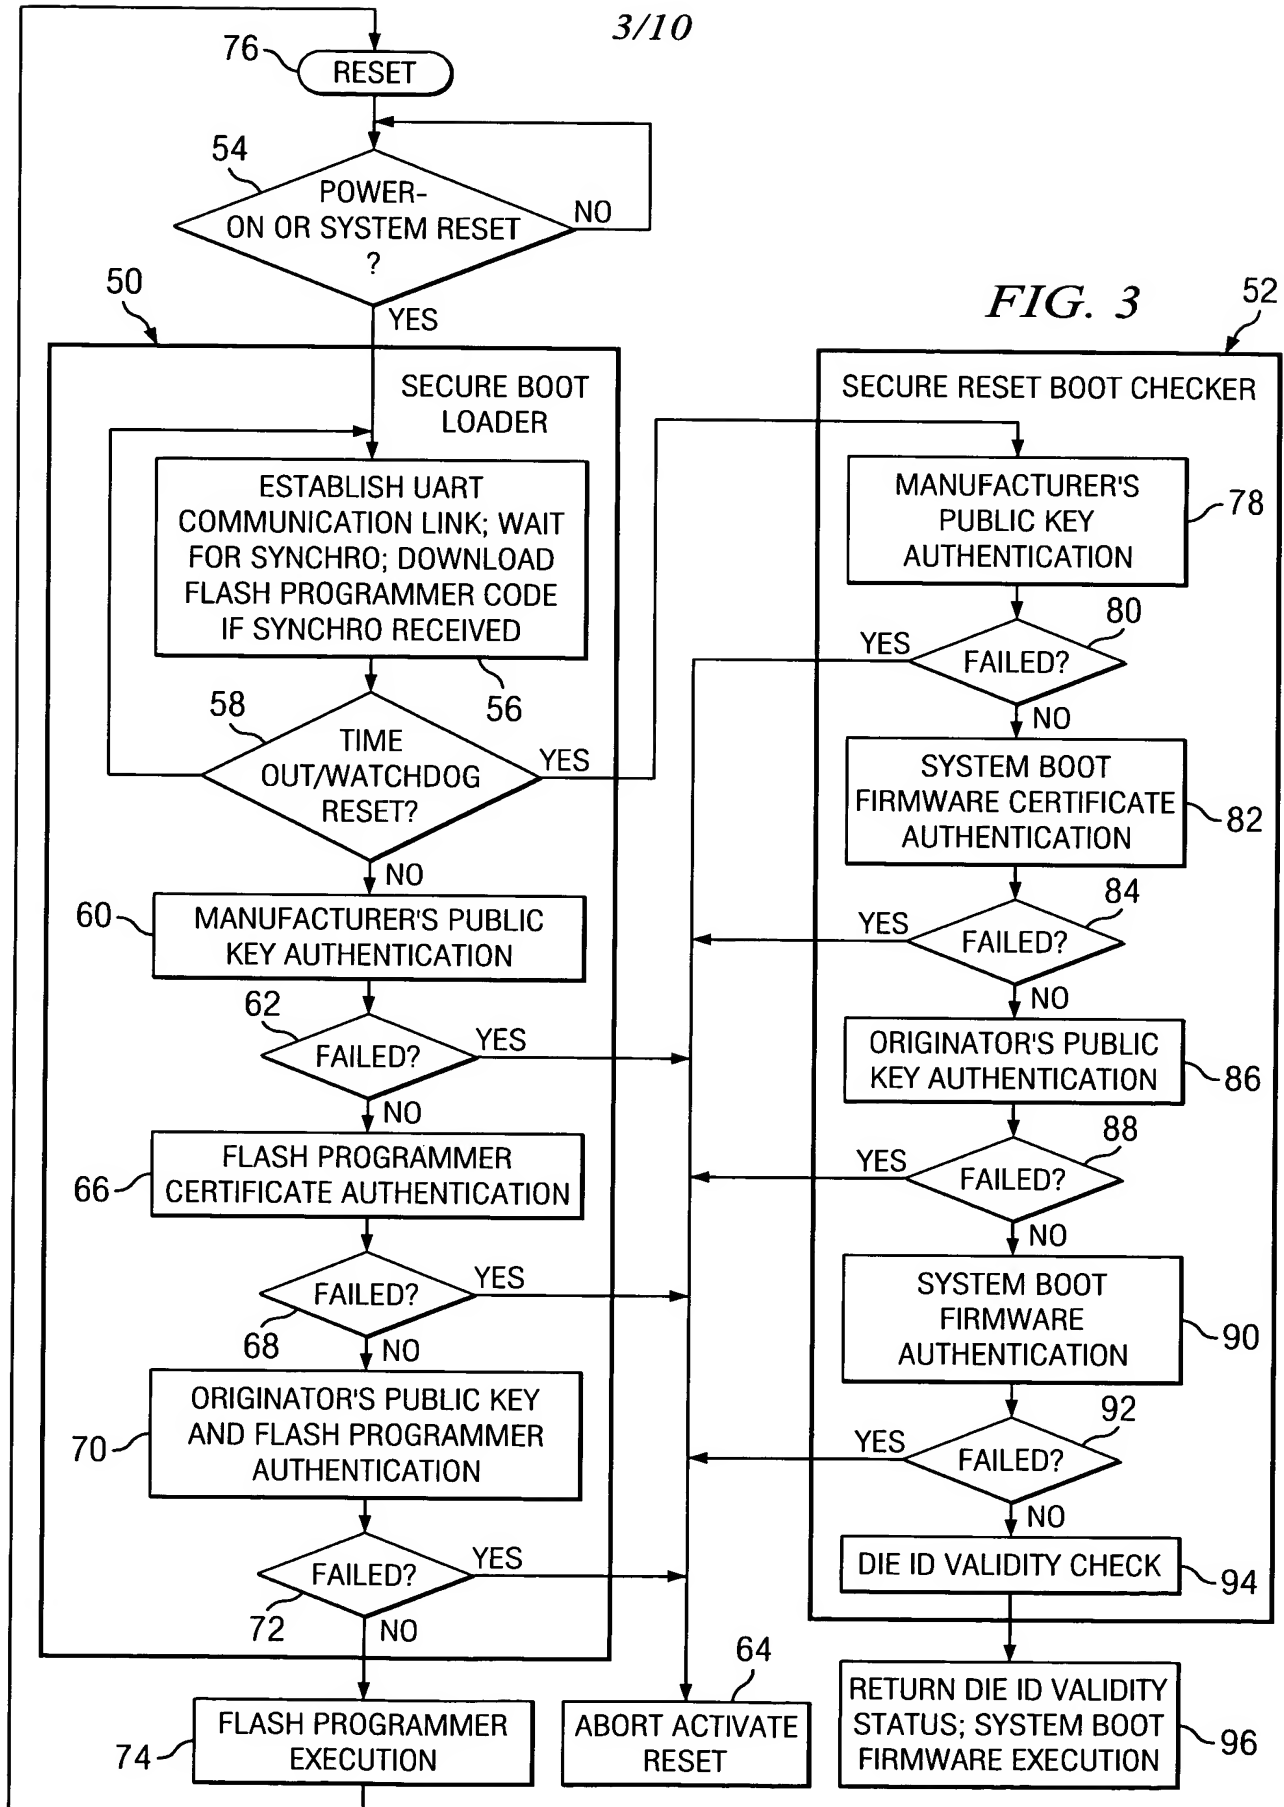 3/10
76
RESET
54
POWER-
ON OR SYSTEM RESET
?
NO
YES
50
FIG. 3
52
SECURE BOOT
LOADER
ESTABLISH UART
COMMUNICATION LINK; WAIT
FOR SYNCHRO; DOWNLOAD
FLASH PROGRAMMER CODE
IF SYNCHRO RECEIVED
56
58
TIME
OUT/WATCHDOG
RESET?
YES
NO
60
MANUFACTURER'S PUBLIC
KEY AUTHENTICATION
62
FAILED?
YES
NO
66
FLASH PROGRAMMER
CERTIFICATE AUTHENTICATION
FAILED?
YES
68
NO
70
ORIGINATOR'S PUBLIC KEY
AND FLASH PROGRAMMER
AUTHENTICATION
FAILED?
YES
72
NO
74
FLASH PROGRAMMER
EXECUTION
64
ABORT ACTIVATE
RESET
SECURE RESET BOOT CHECKER
MANUFACTURER'S
PUBLIC KEY
AUTHENTICATION
78
80
YES
FAILED?
NO
SYSTEM BOOT
FIRMWARE CERTIFICATE
AUTHENTICATION
82
84
YES
FAILED?
NO
ORIGINATOR'S PUBLIC
KEY AUTHENTICATION
86
88
YES
FAILED?
NO
SYSTEM BOOT
FIRMWARE
AUTHENTICATION
90
92
YES
FAILED?
NO
DIE ID VALIDITY CHECK
94
RETURN DIE ID VALIDITY
STATUS; SYSTEM BOOT
FIRMWARE EXECUTION
96